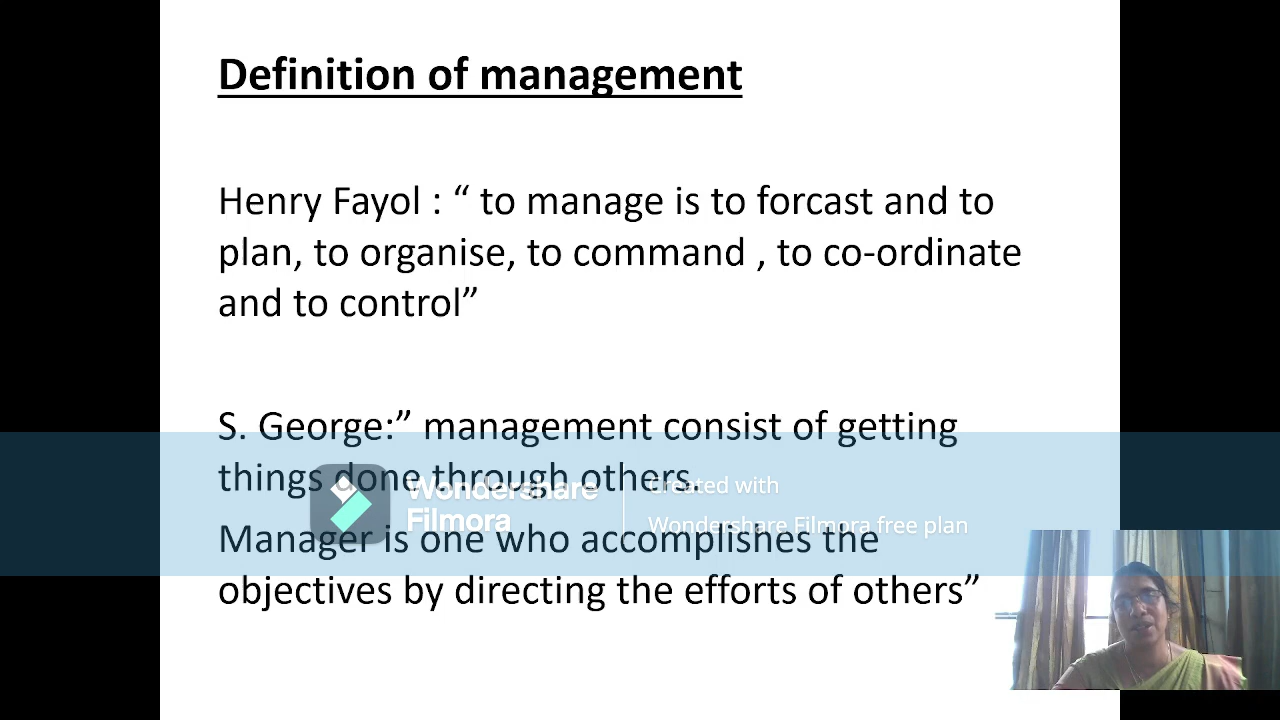 Definition of management
Henry Fayol : “ to manage is to forcast and to
plan, to organise, to command , to co-ordinate
and to control”
S. George:” management consist of getting
things done through others.
Wondershare
Filmora
Created with
Wondershare Filmora free plan
Manager is one who accomplishes the
objectives by directing the efforts of others”